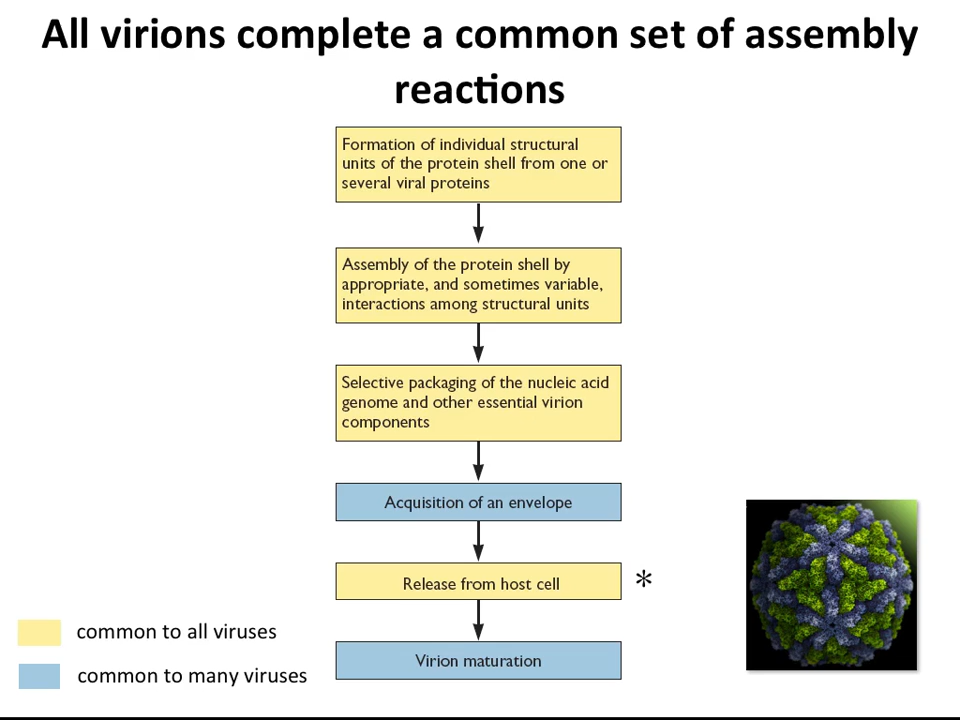 All virions complete a common set of assembly
reactions
Formation of individual structural
units of the protein shell from one or
several viral proteins
Assembly of the protein shell by
appropriate, and sometimes variable,
interactions among structural units
Selective packaging of the nucleic acid
genome and other essential virion
components
Acquisition of an envelope
Release from host cell *
Virion maturation
common to all viruses
common to many viruses